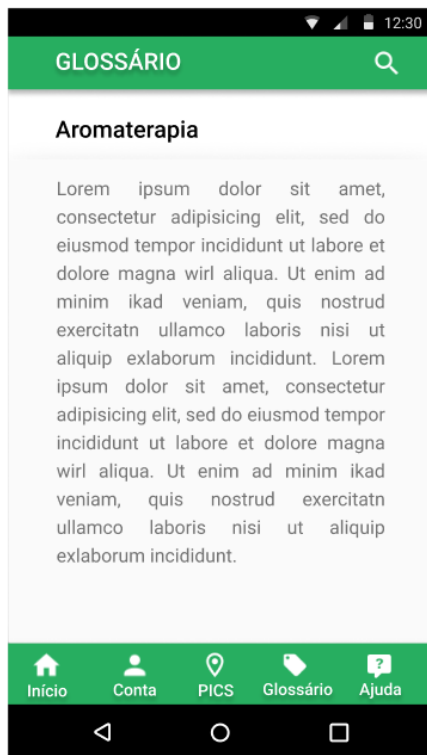 12:30
GLOSSÁRIO
Aromaterapia
Lorem ipsum dolor sit amet,
consectetur adipisicing elit, sed do
eiusmod tempor incididunt ut labore et
dolore magna wirl aliqua. Ut enim ad
minim ikad veniam, quis nostrud
exercitatn ullamco laboris nisi ut
aliquip exlaborum incididunt. Lorem
ipsum dolor sit amet, consectetur
adipisicing elit, sed do eiusmod tempor
incididunt ut labore et dolore magna
wirl aliqua. Ut enim ad minim ikad
veniam, quis nostrud exercitatn
ullamco laboris nisi ut aliquip
exlaborum incididunt.
?
Início Conta PICS Glossário Ajuda